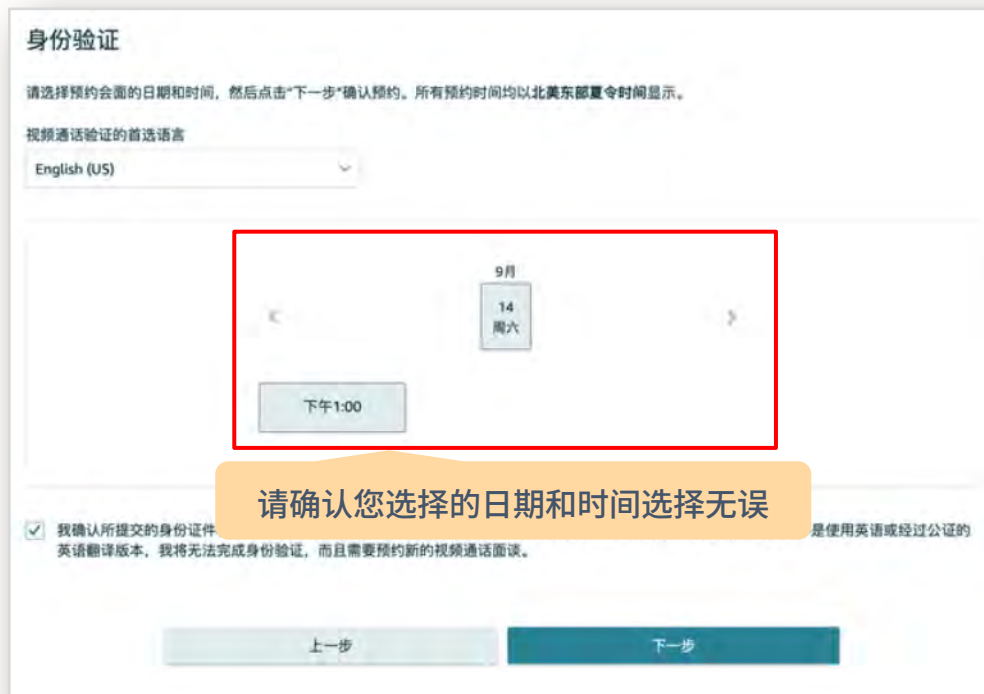 身份验证
请选择预约会面的日期和时间，然后点击“下一步”确认预约。所有预约时间均以北美东部夏令时间显示。
视频通话验证的首选语言
English (US)
9月
14
周六
下午1:00
请确认您选择的日期和时间选择无误
我确认所提交的身份证件
是使用英语或经过公证的
英语翻译版本，我将无法完成身份验证，而且需要预约新的视频通话面谈。
上一步
下一步